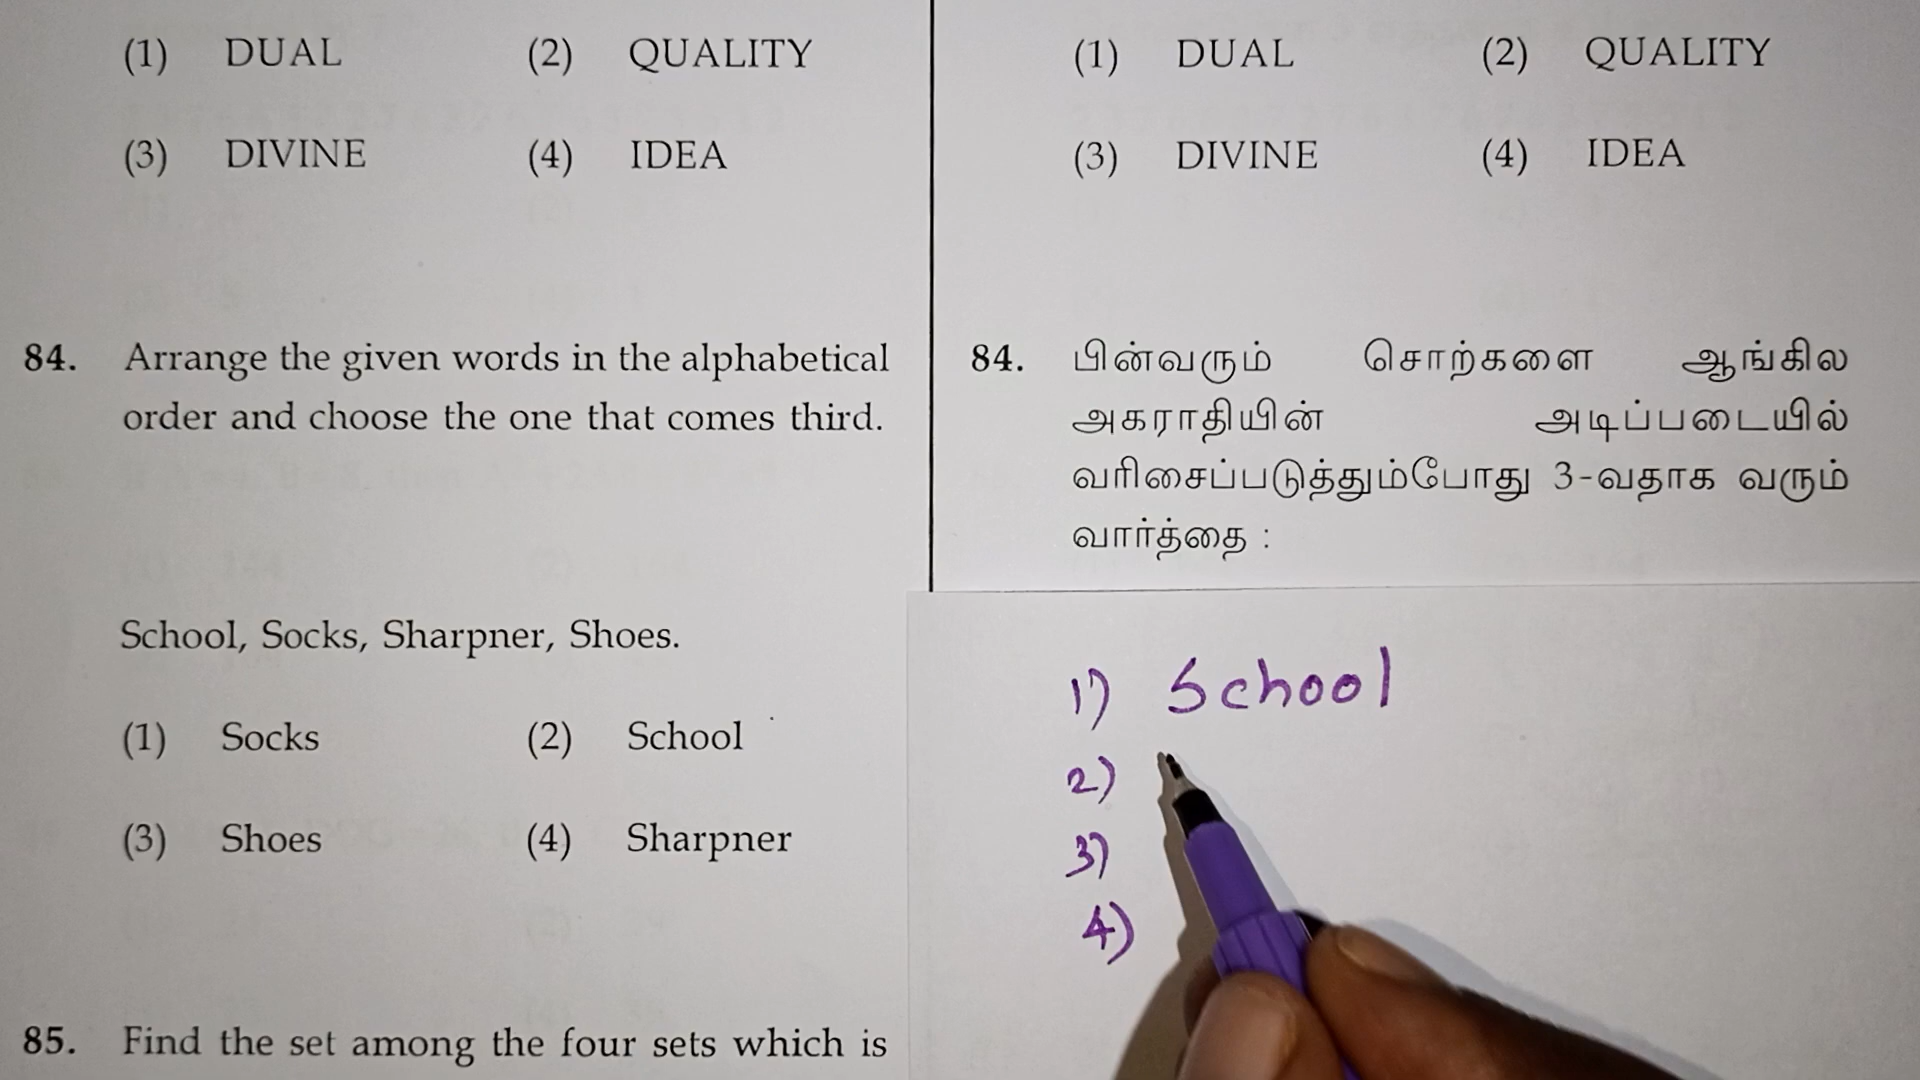 (1) DUAL (2) QUALITY
(3) DIVINE (4) IDEA
84. Arrange the given words in the alphabetical
order and choose the one that comes third.
School, Socks, Sharpner, Shoes.
(1) Socks (2) School
(3) Shoes (4) Sharpner
85. Find the set among the four sets which is
(1) DUAL (2) QUALITY
(3) DIVINE (4) IDEA
84. பின்வரும் சொற்களை ஆங்கில
அகராதியின் அடிப்படையில்
வரிசைப்படுத்தும்போது 3-வதாக வரும்
வார்த்தை :
1) School
2)
3)
4)